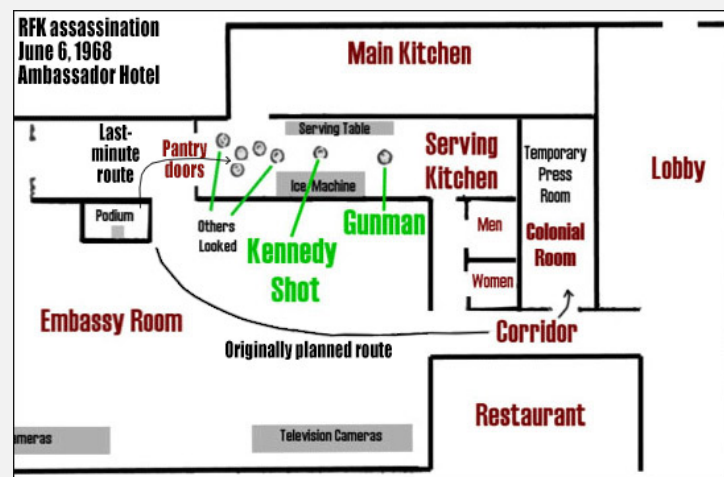 RFK assassination
June 6, 1968
Ambassador Hotel
Main Kitchen
Last-
minute
route
Pantry
doors
Serving Table
Serving
Kitchen
Temporary
Press
Room
Lobby
Podium
Others
Looked
Ice Machine
Gunman
Men
Colonial
Room
Kennedy
Shot
Women
Embassy Room
Originally planned route
Corridor
Restaurant
ameras
Television Cameras